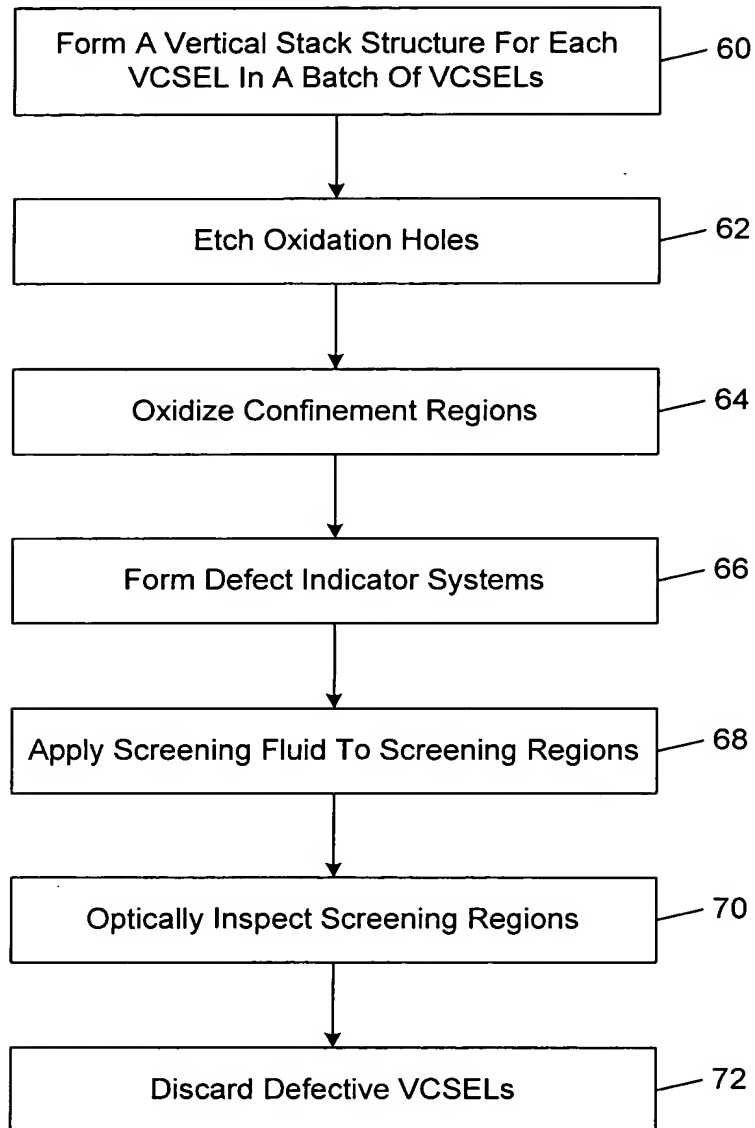 Form A Vertical Stack Structure For Each
VCSEL In A Batch Of VCSELs
60
Etch Oxidation Holes
62
Oxidize Confinement Regions
64
Form Defect Indicator Systems
66
Apply Screening Fluid To Screening Regions
68
Optically Inspect Screening Regions
70
Discard Defective VCSELs
72